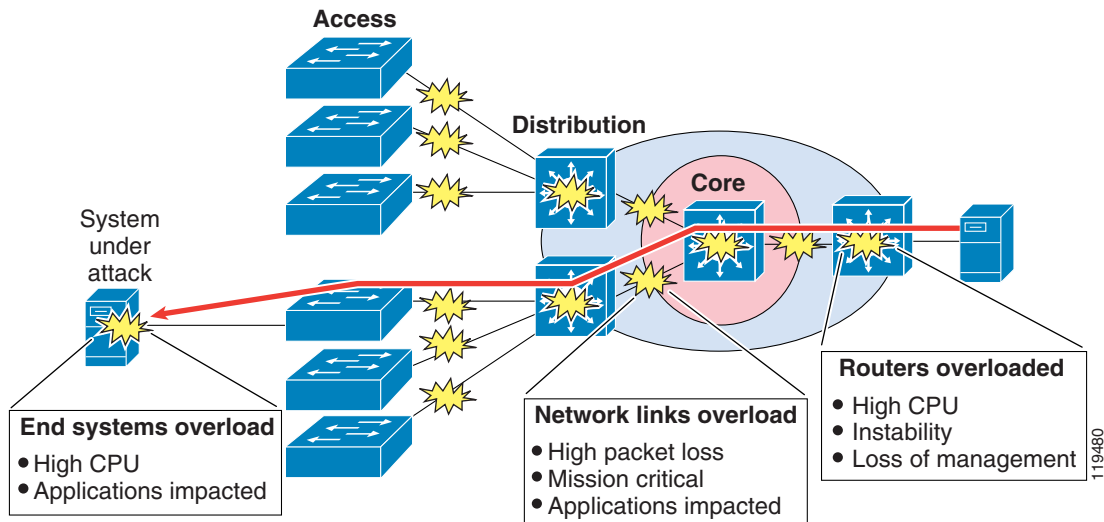 Access
Distribution
Core
System
under
attack
End systems overload
● High CPU
● Applications impacted
Network links overload
● High packet loss
● Mission critical
● Applications impacted
Routers overloaded
● High CPU
● Instability
● Loss of management
119480